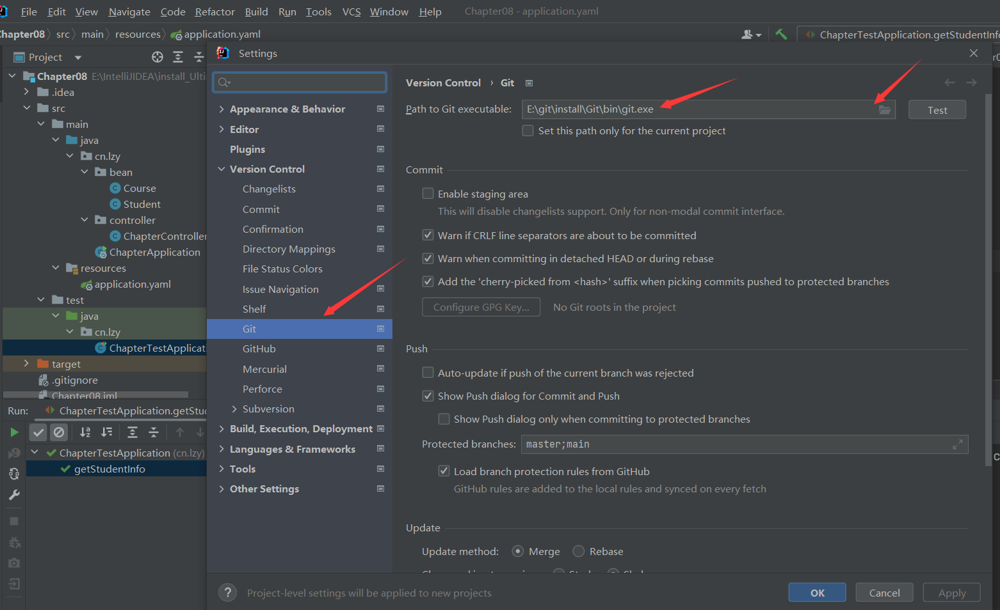 File Edit View Navigate Code Refactor Build Run Tools VCS Window Help Chapter08 - application.yaml
Chapter08 src main resources application.yaml ChapterTestApplication.getStudentInfo
Project
Settings
Chapter08 E:\IntelliJIDEA\install_Ulti
.idea
src
main
java
cn.lzy
bean
Course
Student
controller
ChapterController
ChapterApplication
resources
application.yaml
test
java
cn.lzy
ChapterTestApplicati
target
.gitignore
Chapter08.iml
Run: ChapterTestApplication.getStuc
ChapterTestApplication (cn.lzy)
getStudentInfo
Appearance & Behavior
Editor
Plugins
Version Control
Changelists
Commit
Confirmation
Directory Mappings
File Status Colors
Issue Navigation
Shelf
Git
GitHub
Mercurial
Perforce
Subversion
Build, Execution, Deployment
Languages & Frameworks
Tools
Other Settings
Version Control › Git
Path to Git executable: E:\git\install\Git\bin\git.exe Test
Set this path only for the current project
Commit
Enable staging area
This will disable changelists support. Only for non-modal commit interface.
Warn if CRLF line separators are about to be committed
Warn when committing in detached HEAD or during rebase
Add the 'cherry-picked from <hash>' suffix when picking commits pushed to protected branches
Configure GPG Key... No Git roots in the project
Push
Auto-update if push of the current branch was rejected
Show Push dialog for Commit and Push
Show Push dialog only when committing to protected branches
Protected branches: master;main
Load branch protection rules from GitHub
GitHub rules are added to the local rules and synced on every fetch
Update
Update method: Merge Rebase
? Project-level settings will be applied to new projects
OK Cancel Apply